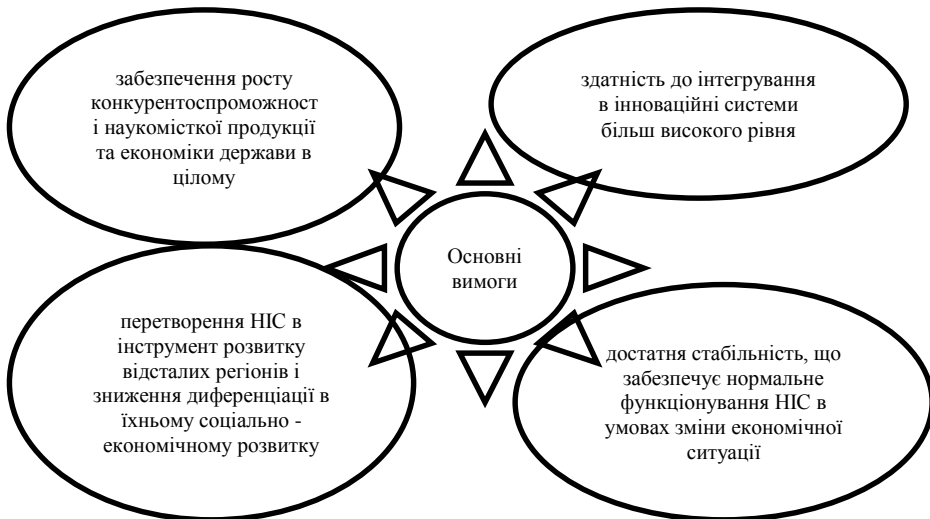 забезпечення росту
конкурентоспроможност
і наукомісткої продукції
та економіки держави в
цілому
здатність до інтегрування
в інноваційні системи
більш високого рівня
Основні
вимоги
перетворення НІС в
інструмент розвитку
відсталих регіонів і
зниження диференціації в
їхньому соціально -
економічному розвитку
достатня стабільність, що
забезпечує нормальне
функціонування НІС в
умовах зміни економічної
ситуації